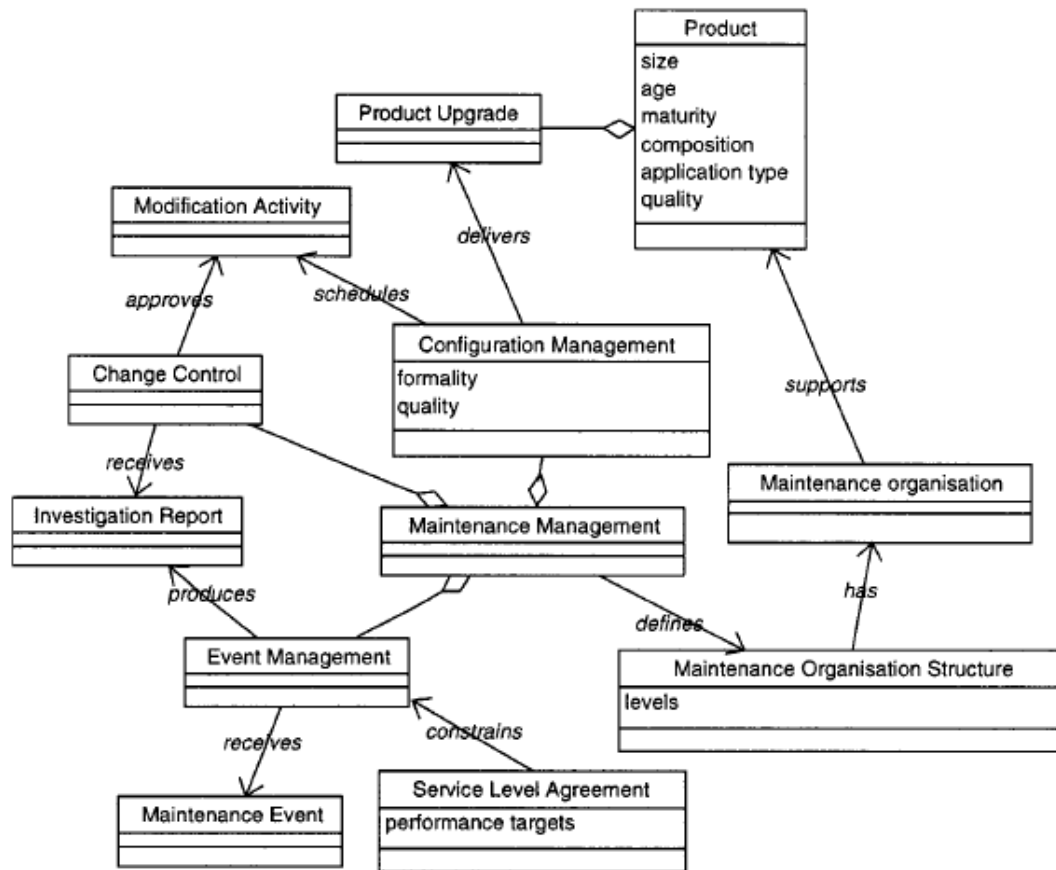 Product
size
age
maturity
composition
application type
quality
Product Upgrade
Modification Activity
delivers
schedules
approves
Configuration Management
formality
quality
Change Control
supports
receives
Maintenance organisation
Investigation Report
Maintenance Management
has
produces
defines
Event Management
Maintenance Organisation Structure
levels
receives
constrains
Service Level Agreement
performance targets
Maintenance Event